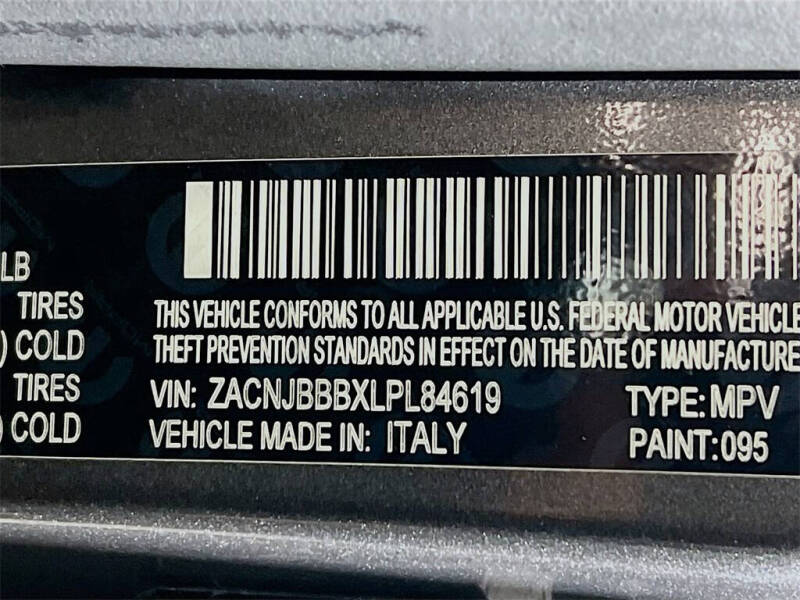 LB
TIRES
) COLD
TIRES
) COLD
THIS VEHICLE CONFORMS TO ALL APPLICABLE U.S. FEDERAL MOTOR VEHICLE
THEFT PREVENTION STANDARDS IN EFFECT ON THE DATE OF MANUFACTURE
VIN: ZACNJBBBXLPL84619 TYPE: MPV
VEHICLE MADE IN: ITALY PAINT: 095